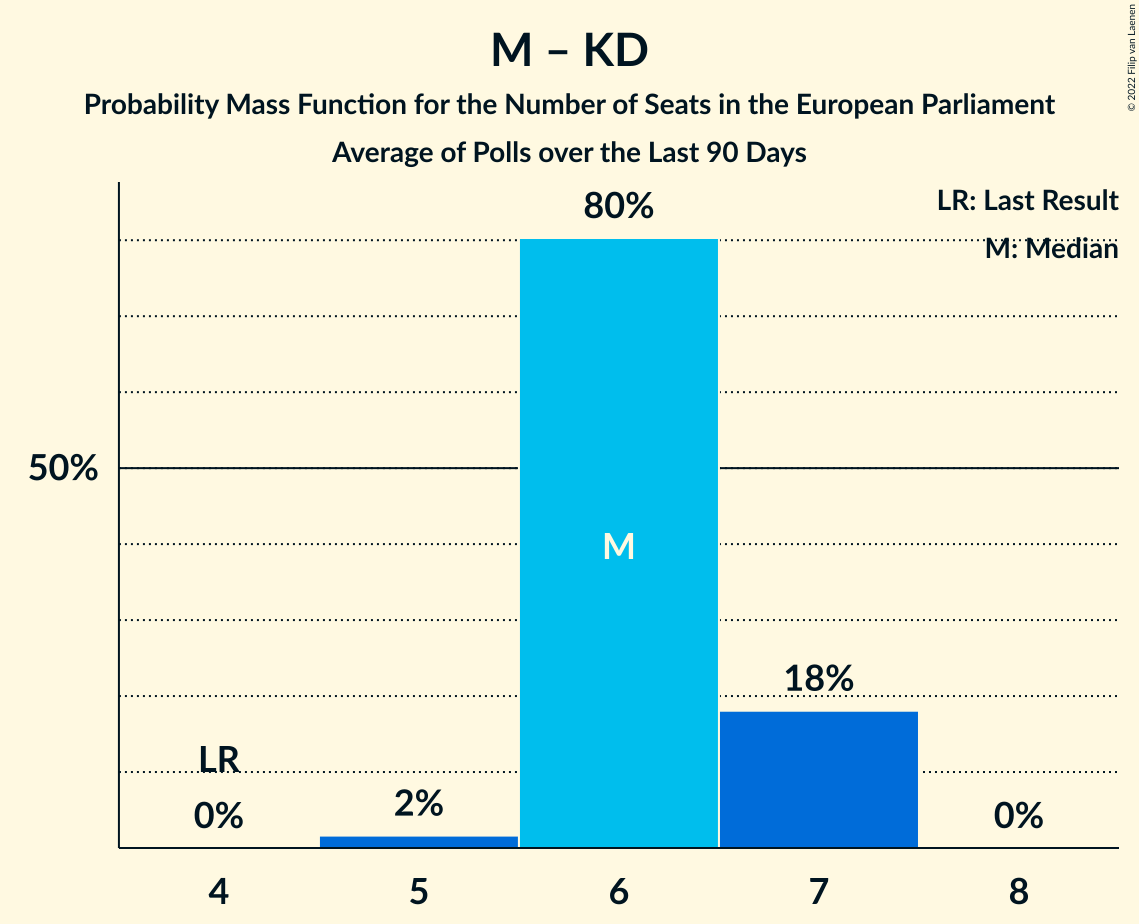 M – KD
Probability Mass Function for the Number of Seats in the European Parliament
Average of Polls over the Last 90 Days
© 2022 Filip van Laenen
LR: Last Result
M: Median
80%
50%
M
18%
LR
0%
2%
0%
4 5 6 7 8